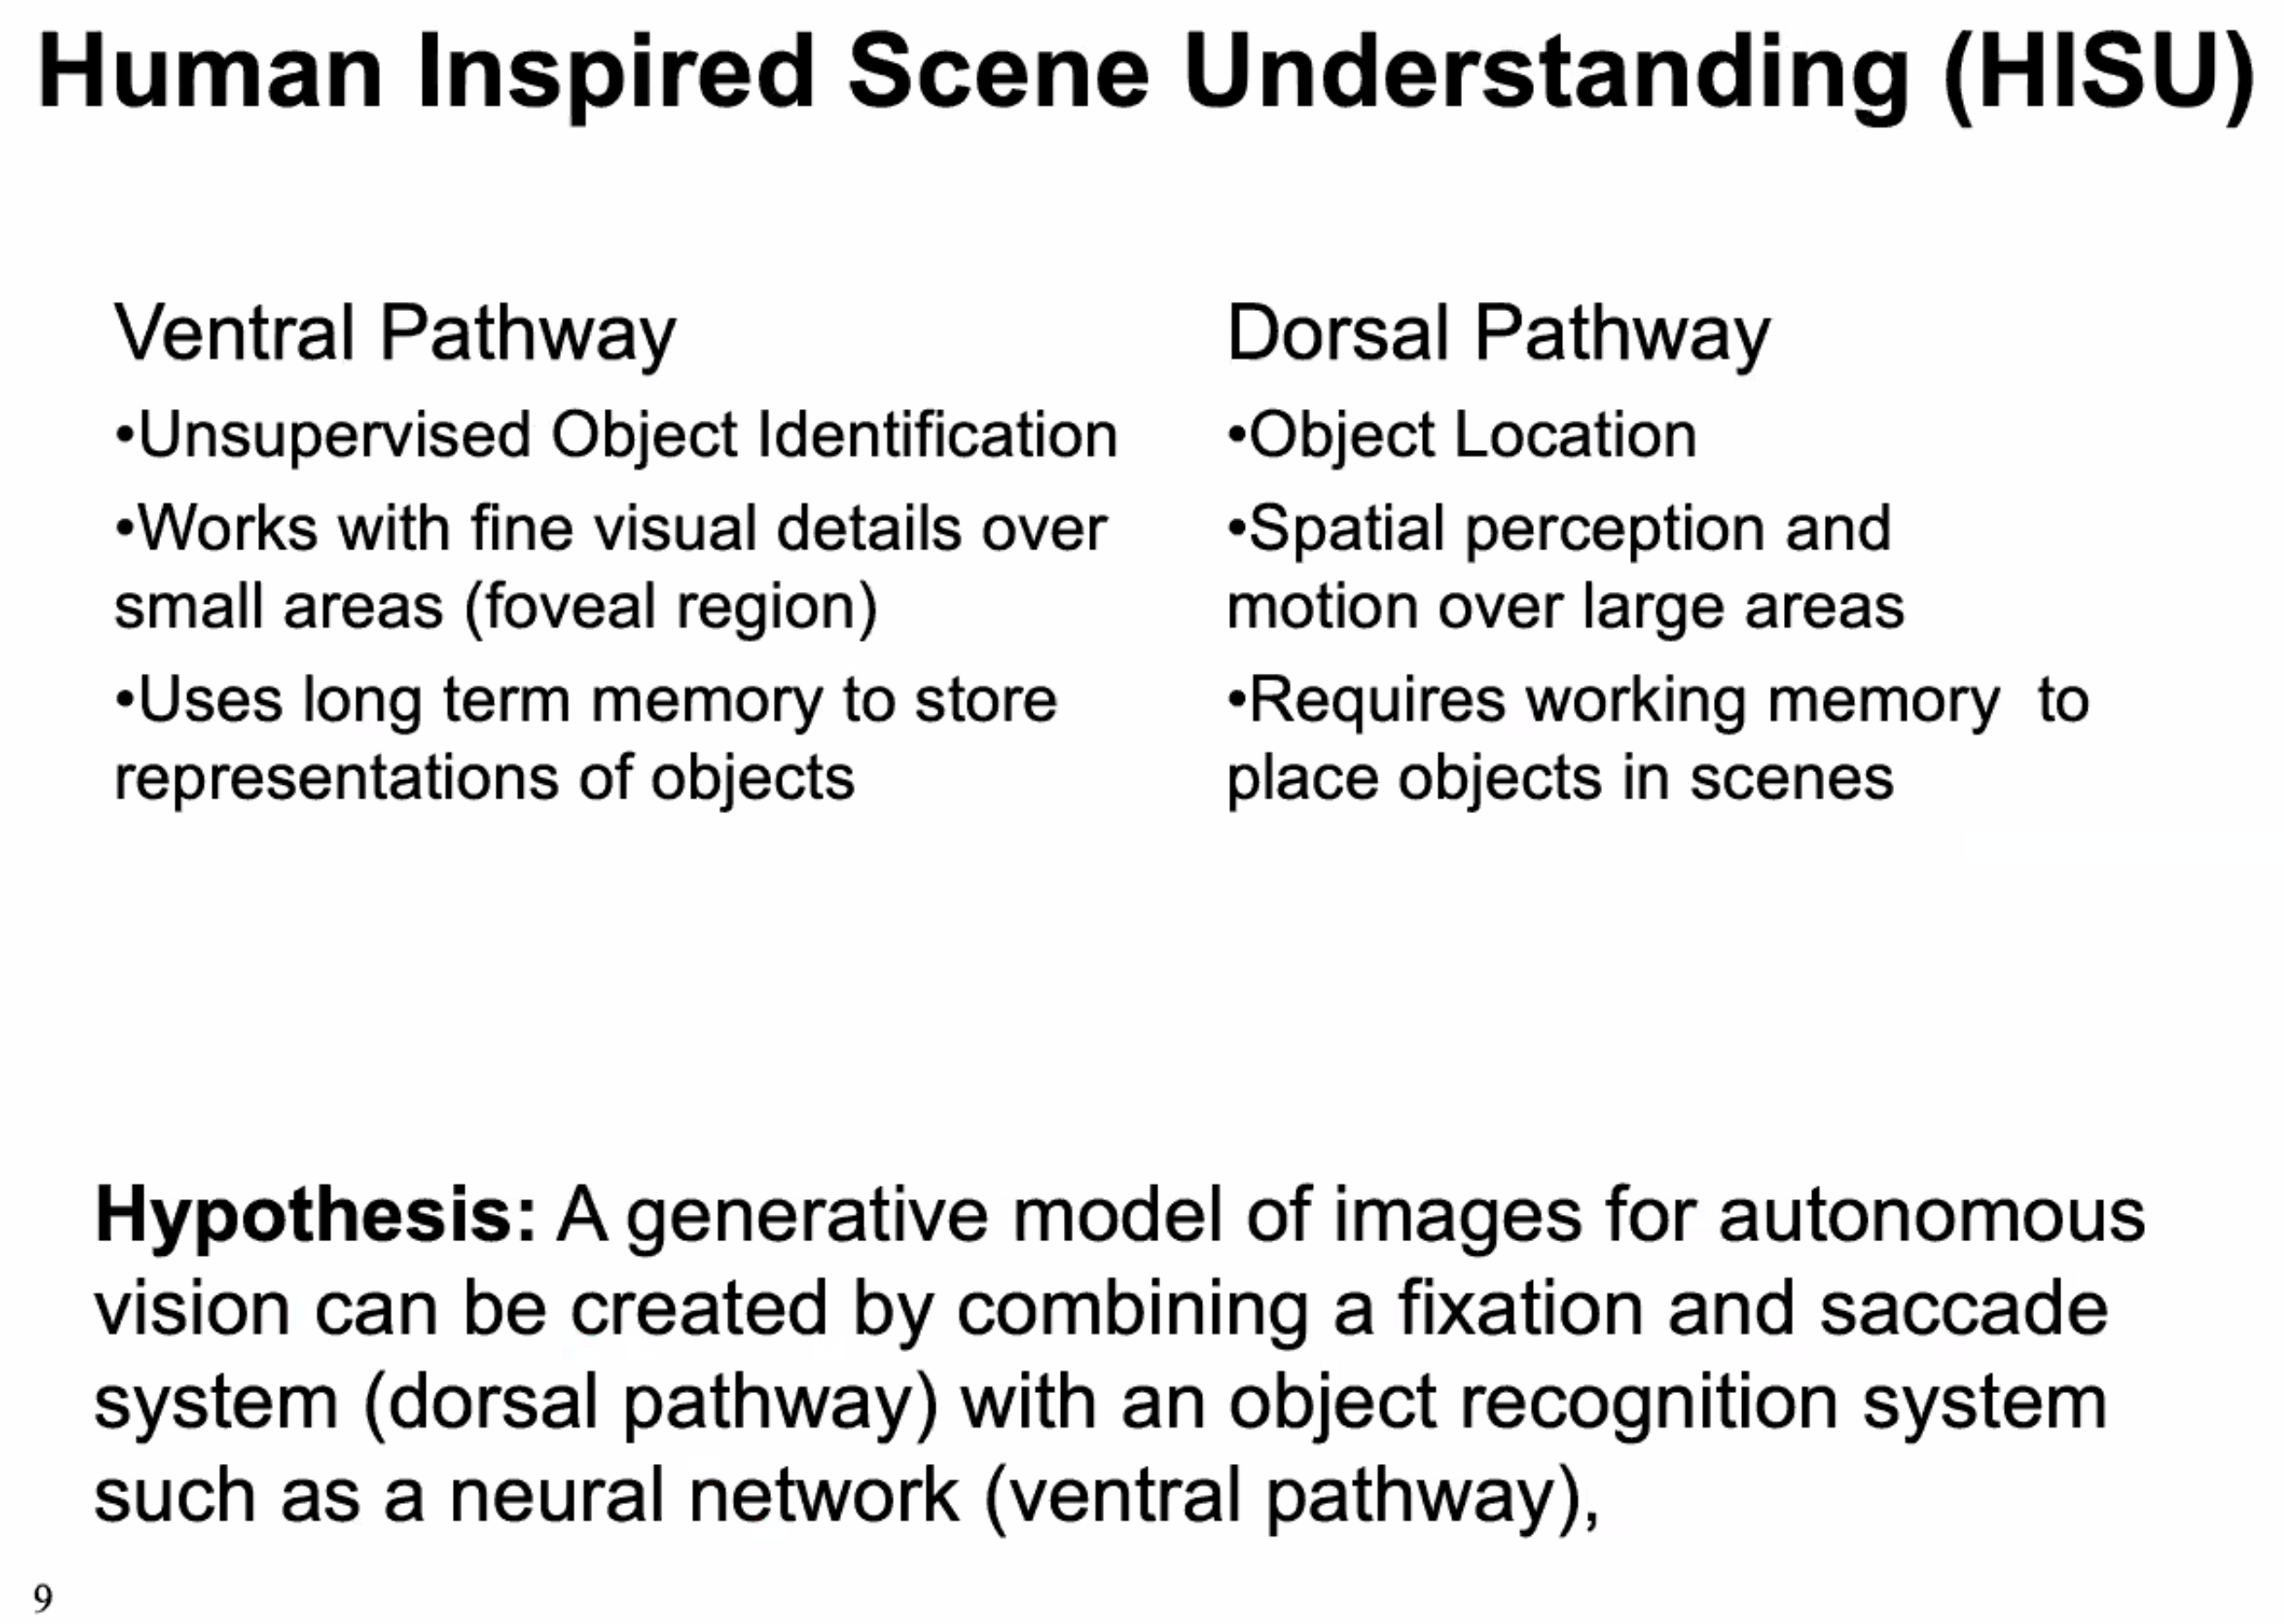 Human Inspired Scene Understanding (HISU)
Ventral Pathway
•Unsupervised Object Identification
•Works with fine visual details over
small areas (foveal region)
•Uses long term memory to store
representations of objects
Dorsal Pathway
•Object Location
•Spatial perception and
motion over large areas
•Requires working memory  to
place objects in scenes
Hypothesis: A generative model of images for autonomous
vision can be created by combining a fixation and saccade
system (dorsal pathway) with an object recognition system
such as a neural network (ventral pathway),
9